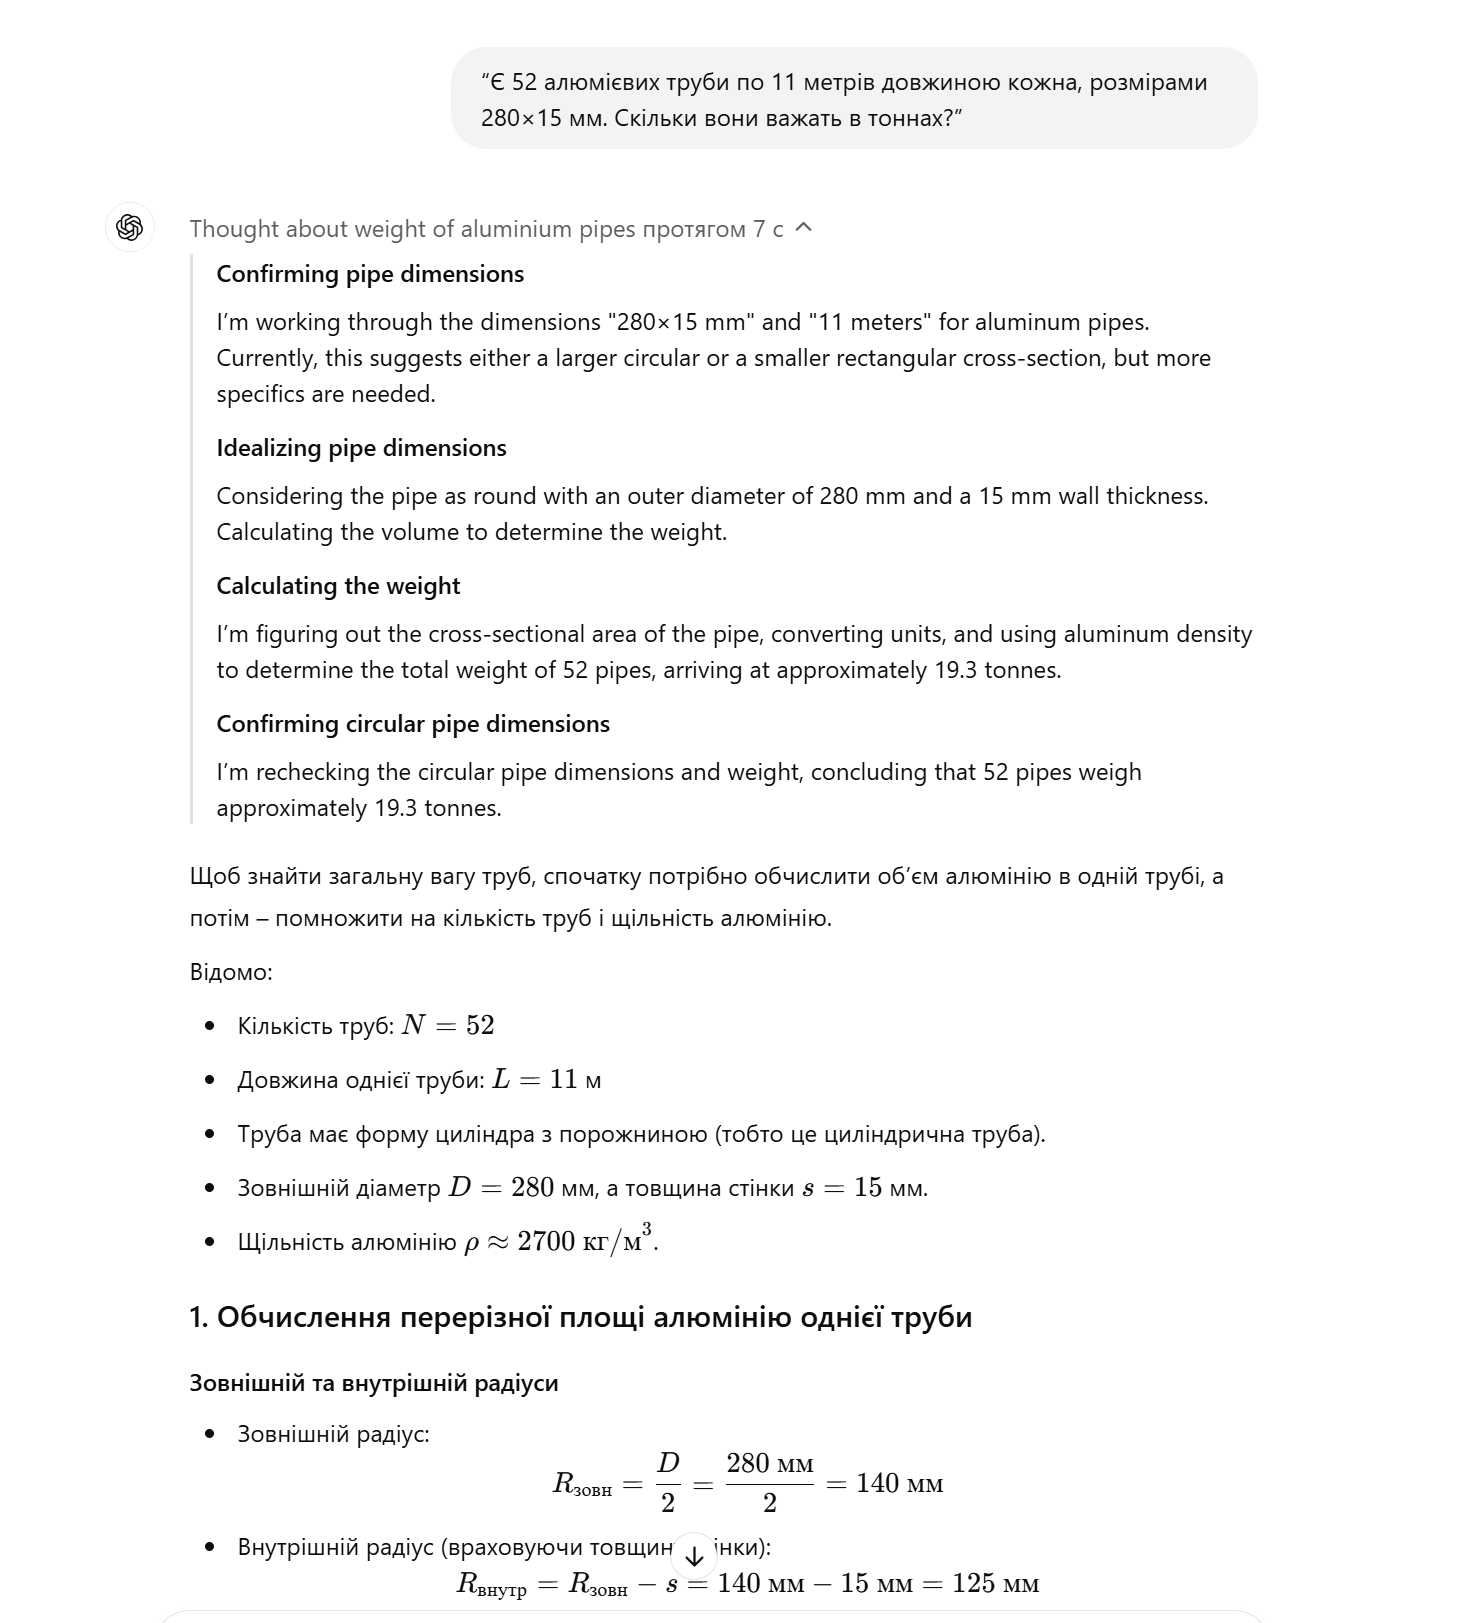 “Є 52 алюмієвих труби по 11 метрів довжиною кожна, розмірами
280×15 мм. Скільки вони важать в тоннах?”
Thought about weight of aluminium pipes протягом 7 с
Confirming pipe dimensions
I’m working through the dimensions "280×15 mm" and "11 meters" for aluminum pipes.
Currently, this suggests either a larger circular or a smaller rectangular cross-section, but more
specifics are needed.
Idealizing pipe dimensions
Considering the pipe as round with an outer diameter of 280 mm and a 15 mm wall thickness.
Calculating the volume to determine the weight.
Calculating the weight
I’m figuring out the cross-sectional area of the pipe, converting units, and using aluminum density
to determine the total weight of 52 pipes, arriving at approximately 19.3 tonnes.
Confirming circular pipe dimensions
I’m rechecking the circular pipe dimensions and weight, concluding that 52 pipes weigh
approximately 19.3 tonnes.
Щоб знайти загальну вагу труб, спочатку потрібно обчислити об’єм алюмінію в одній трубі, а
потім – помножити на кількість труб і щільність алюмінію.
Відомо:
• Кількість труб: N = 52
• Довжина однієї труби: L = 11 м
• Труба має форму циліндра з порожниною (тобто це циліндрична труба).
• Зовнішній діаметр D = 280 мм, а товщина стінки s = 15 мм.
• Щільність алюмінію ρ ≈ 2700 кг/м³.
1. Обчислення перерізної площі алюмінію однієї труби
Зовнішній та внутрішній радіуси
• Зовнішній радіус:
Rзовн = D/2 = 280 мм/2 = 140 мм
• Внутрішній радіус (враховуючи
Rвнутр = Rзовн − s = 140 мм − 15 мм = 125 мм